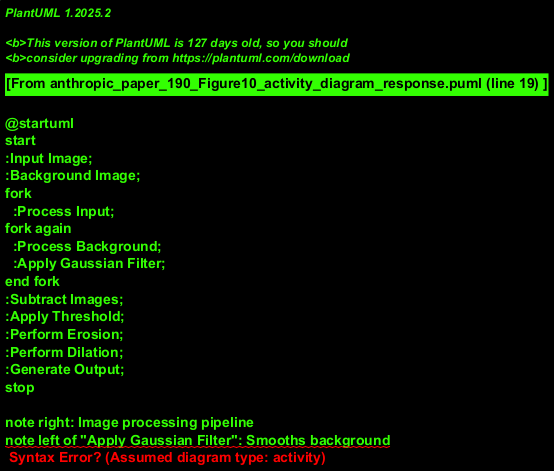 PlantUML 1.2025.2
<b>This version of PlantUML is 127 days old, so you should
<b>consider upgrading from https://plantuml.com/download
[From anthropic_paper_190_Figure10_activity_diagram_response.puml (line 19) ]
@startuml
start
:Input Image;
:Background Image;
fork
  :Process Input;
fork again
  :Process Background;
  :Apply Gaussian Filter;
end fork
:Subtract Images;
:Apply Threshold;
:Perform Erosion;
:Perform Dilation;
:Generate Output;
stop
note right: Image processing pipeline
note left of "Apply Gaussian Filter": Smooths background
Syntax Error? (Assumed diagram type: activity)